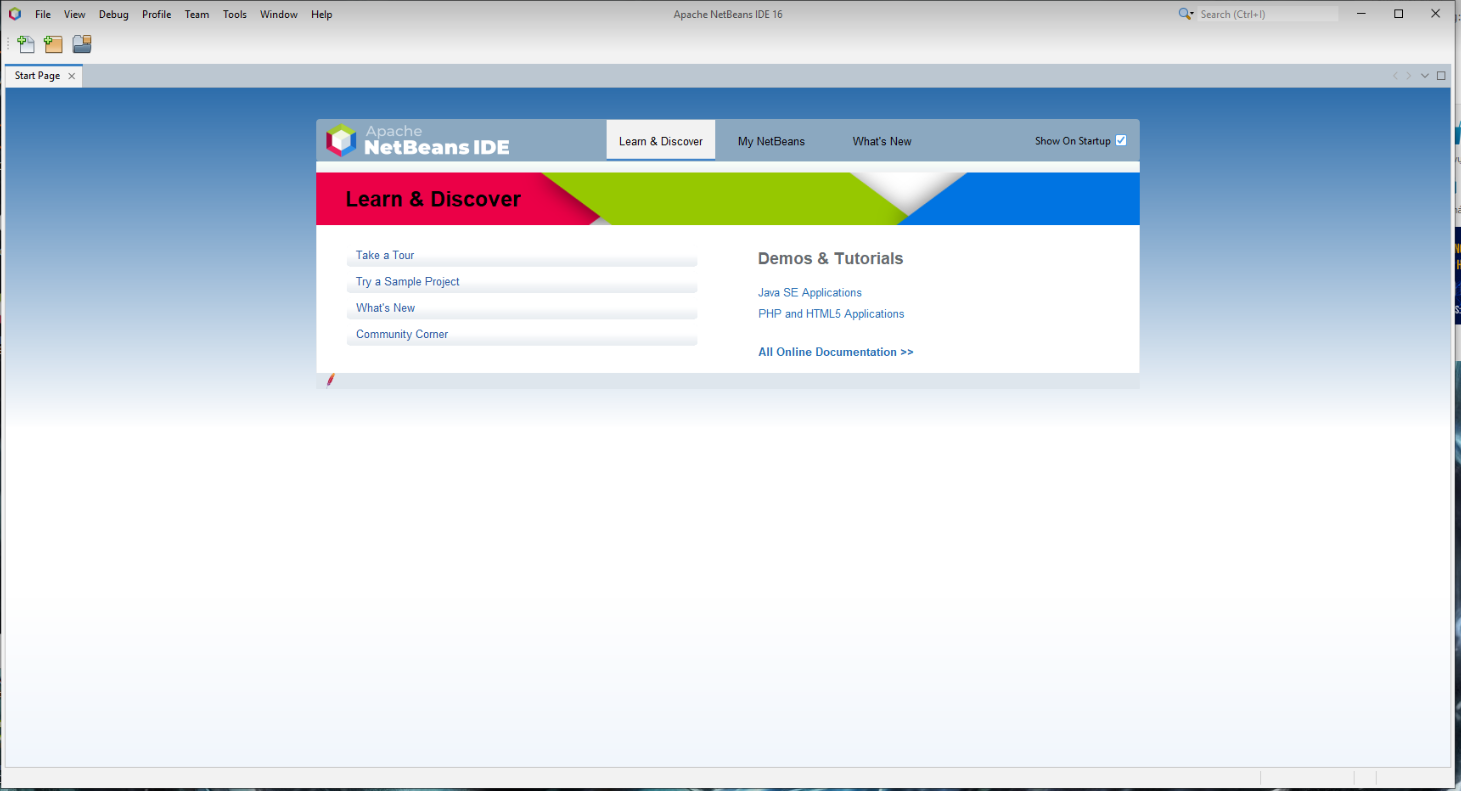 File View Debug Profile Team Tools Window Help
Apache NetBeans IDE 16
Search (Ctrl+I)
Start Page
Apache
NetBeans IDE
Learn & Discover
My NetBeans
What's New
Show On Startup
Learn & Discover
Take a Tour
Try a Sample Project
What's New
Community Corner
Demos & Tutorials
Java SE Applications
PHP and HTML5 Applications
All Online Documentation >>